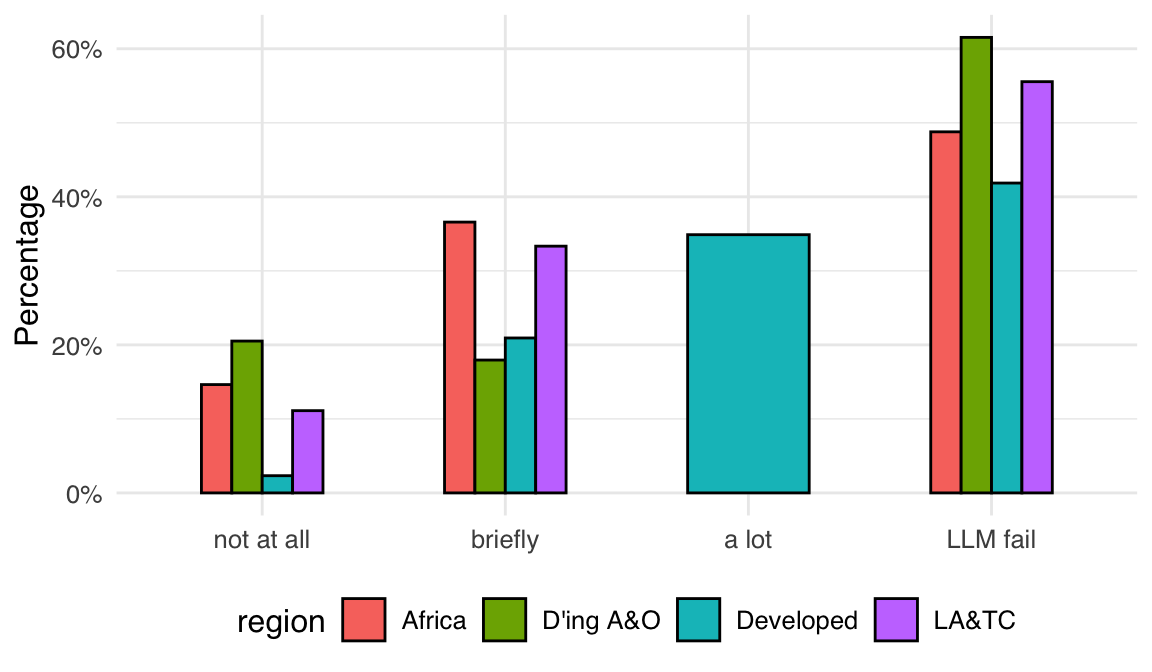 60%
40%
20%
0%
Percentage
not at all briefly a lot LLM fail
region Africa D'ing A&O Developed LA&TC